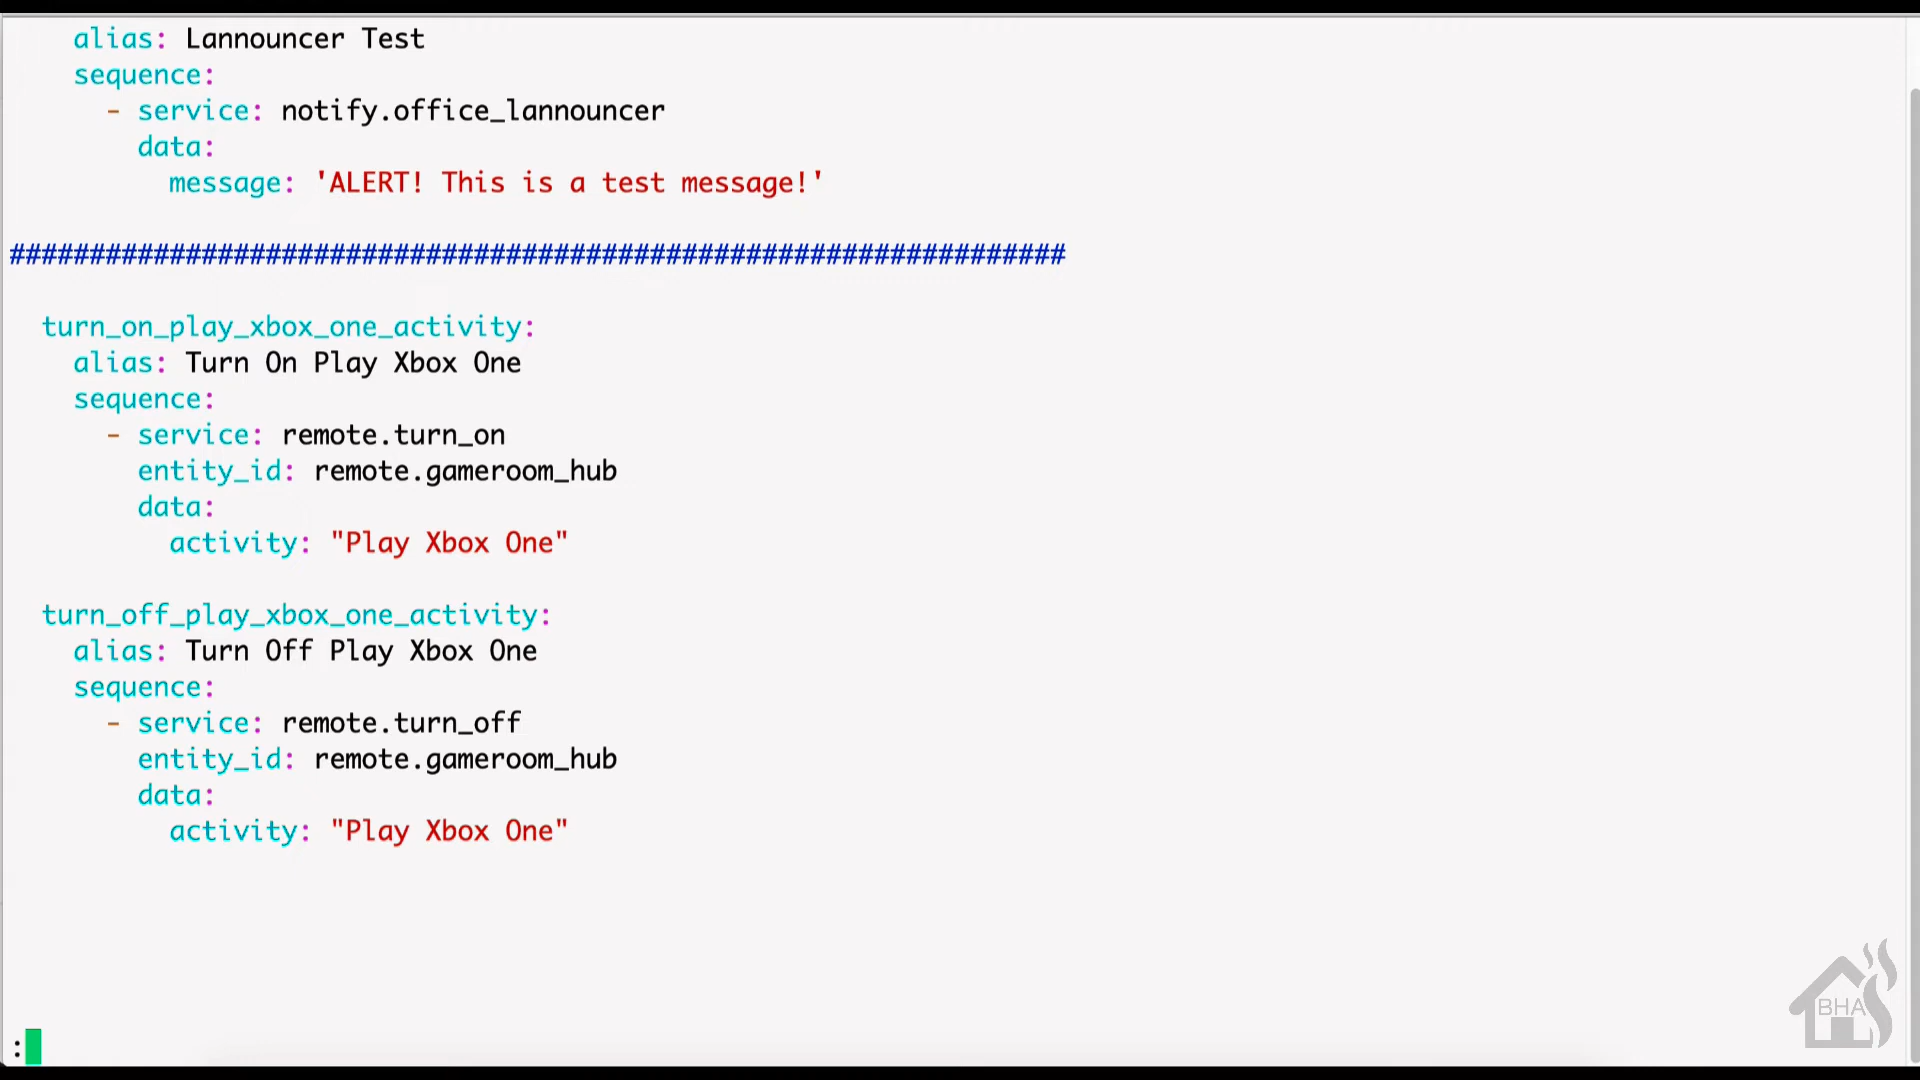 alias: Lannouncer Test
sequence:
- service: notify.office_lannouncer
data:
message: 'ALERT! This is a test message!'
##################################################################
turn_on_play_xbox_one_activity:
alias: Turn On Play Xbox One
sequence:
- service: remote.turn_on
entity_id: remote.gameroom_hub
data:
activity: "Play Xbox One"
turn_off_play_xbox_one_activity:
alias: Turn Off Play Xbox One
sequence:
- service: remote.turn_off
entity_id: remote.gameroom_hub
data:
activity: "Play Xbox One"
BHA
: